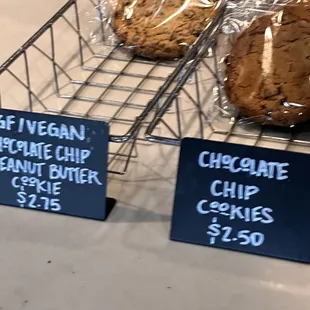 GF/VEGAN
CHOCOLATE CHIP
PEANUT BUTTER
COOKIE
$2.75
CHOCOLATE
CHIP
COOKIES
$2.50